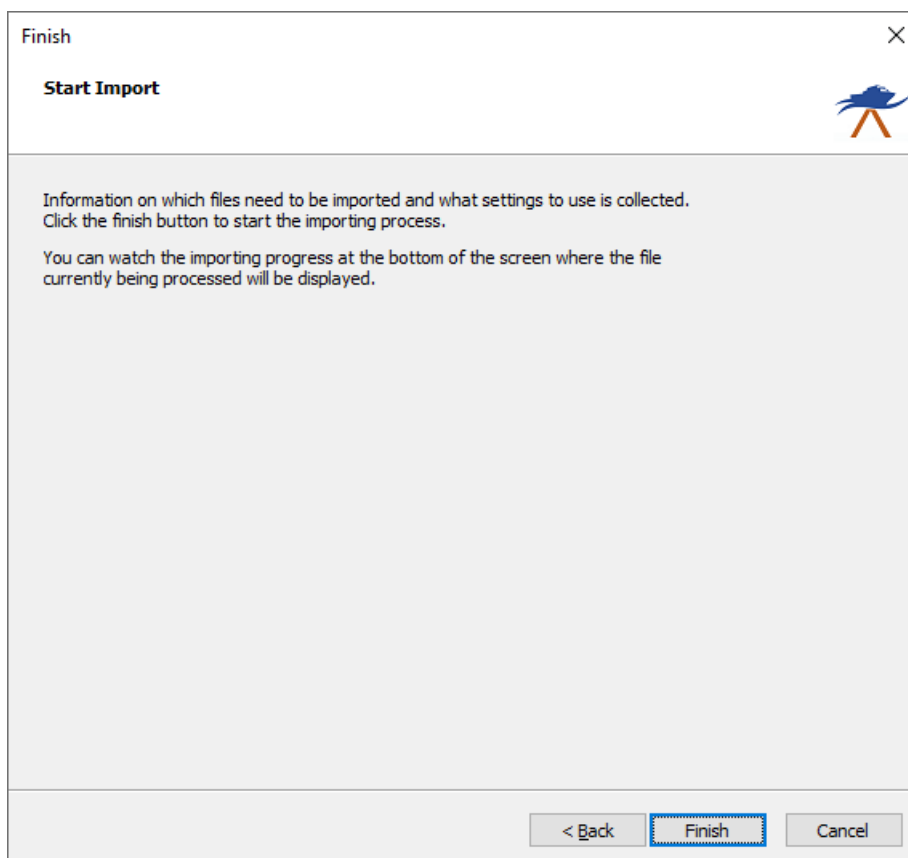 Finish
Start Import
Information on which files need to be imported and what settings to use is collected.
Click the finish button to start the importing process.
You can watch the importing progress at the bottom of the screen where the file
currently being processed will be displayed.
< Back
Finish
Cancel